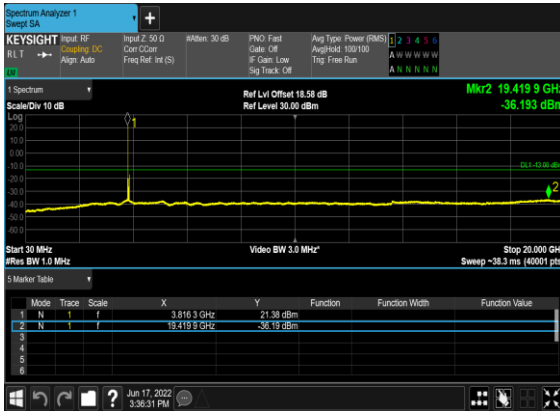 Spectrum Analyzer 1
Swept SA
+
KEYSIGHT Input: RF Input Z: 50 Ω #Atten: 30 dB PNO: Fast Avg Type: Power (RMS) 1 2 3 4 5 6
RLT Coupling: DC Corr CCorr Gate: Off Avg|Hold: 100/100 A W W W W W
Align: Auto Freq Ref: Int (S) IF Gain: Low Trig: Free Run
Sig Track: Off A N N N N N
1 Spectrum
Scale/Div 10 dB Ref Lvl Offset 18.58 dB Mkr2 19.419 9 GHz
Ref Level 30.00 dBm -36.193 dBm
Log
20.0
10.0
0.00
-10.0
DL1 -13.00 dBm
-20.0
-30.0
-40.0
-50.0
-60.0
1
2
Start 30 MHz Video BW 3.0 MHz* Stop 20.000 GHz
#Res BW 1.0 MHz Sweep ~38.3 ms (40001 pts)
5 Marker Table
Mode Trace Scale X Y Function Function Width Function Value
1 N 1 f 3.816 3 GHz 21.38 dBm
2 N 1 f 19.419 9 GHz -36.19 dBm
3
4
5
6
? Jun 17, 2022
3:36:31 PM